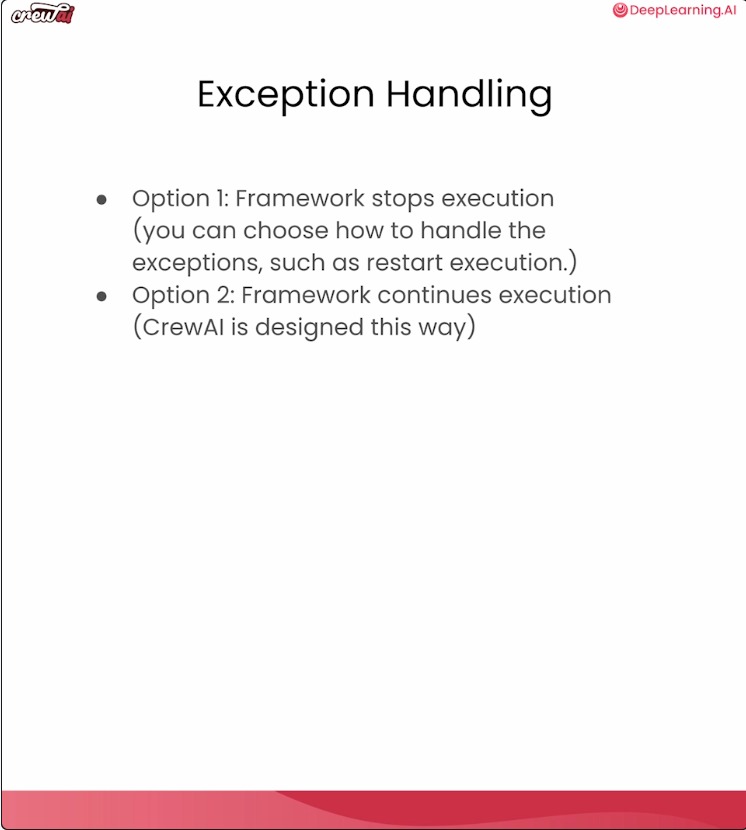 crewai
DeepLearning.AI
Exception Handling
● Option 1: Framework stops execution
(you can choose how to handle the
exceptions, such as restart execution.)
● Option 2: Framework continues execution
(CrewAI is designed this way)